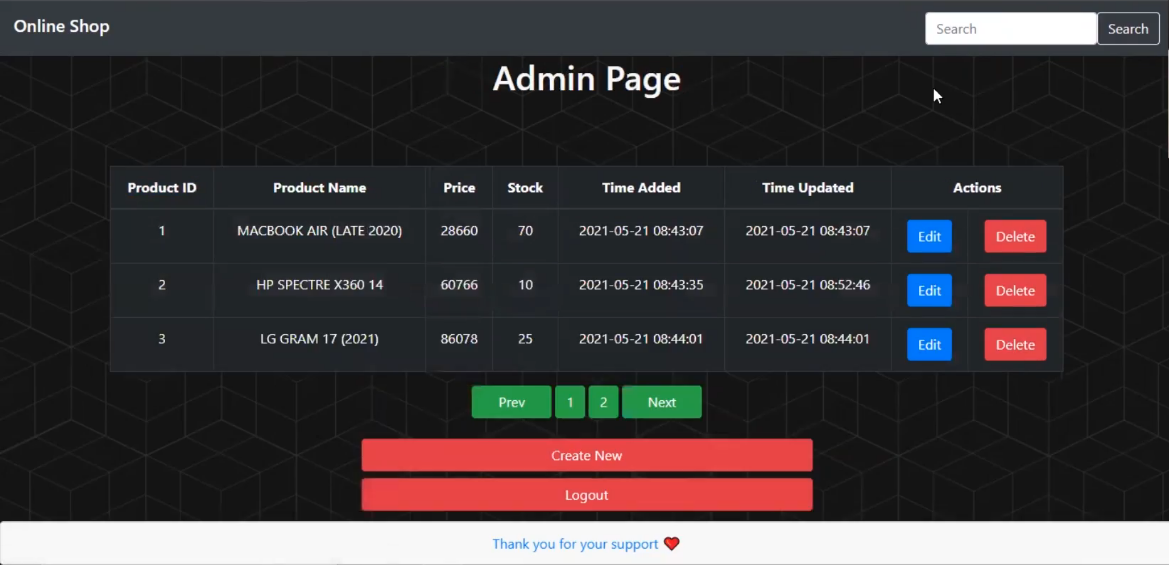 Online Shop
Search Search
Admin Page
Product ID Product Name Price Stock Time Added Time Updated Actions
1 MACBOOK AIR (LATE 2020) 28660 70 2021-05-21 08:43:07 2021-05-21 08:43:07 Edit Delete
2 HP SPECTRE X360 14 60766 10 2021-05-21 08:43:35 2021-05-21 08:52:46 Edit Delete
3 LG GRAM 17 (2021) 86078 25 2021-05-21 08:44:01 2021-05-21 08:44:01 Edit Delete
Prev 1 2 Next
Create New
Logout
Thank you for your support ❤️